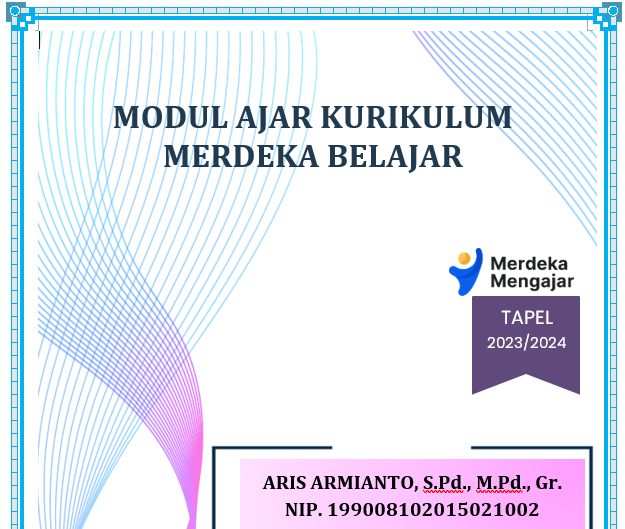 MODUL AJAR KURIKULUM
MERDEKA BELAJAR
Merdeka
Mengajar
TAPEL
2023/2024
ARIS ARMIANTO, S.Pd., M.Pd., Gr.
NIP. 199008102015021002